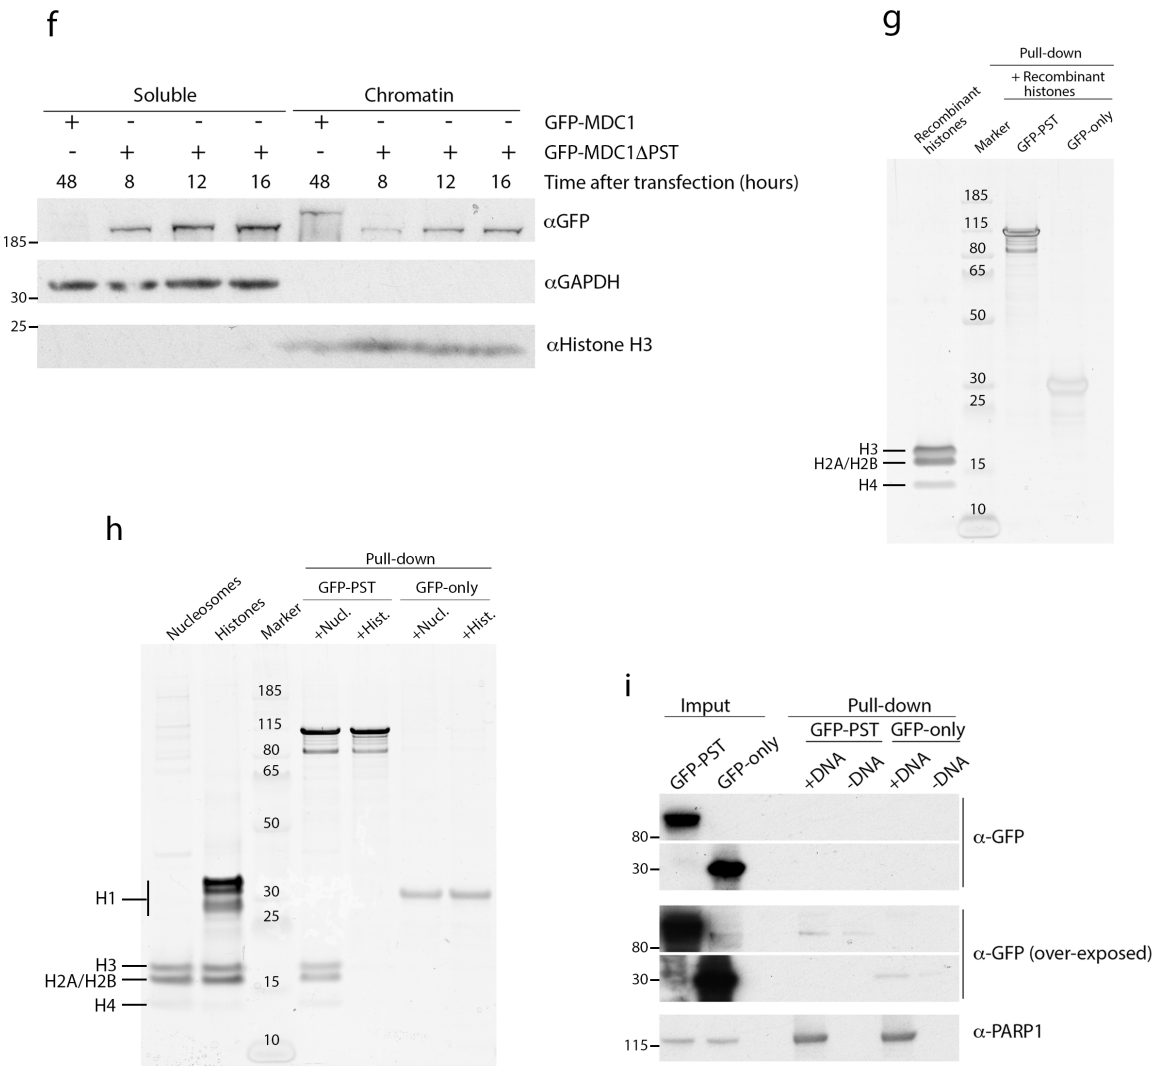 f
Soluble Chromatin
+ - - - + - - - GFP-MDC1
- + + + - + + + GFP-MDC1ΔPST
48 8 12 16 48 8 12 16 Time after transfection (hours)
αGFP
185
αGAPDH
30
25
αHistone H3
g
Pull-down
+ Recombinant
histones
Recombinant
histones
Marker
GFP-PST
GFP-only
185
115
80
65
50
30
25
15
10
H3
H2A/H2B
H4
h
Pull-down
GFP-PST GFP-only
Nucleosomes
Histones
Marker
+Nucl.
+Hist.
+Nucl.
+Hist.
185
115
80
65
50
30
25
15
10
H1
H3
H2A/H2B
H4
i
Imput Pull-down
GFP-PST GFP-only
GFP-PST
GFP-only
+DNA
-DNA
+DNA
-DNA
80
α-GFP
30
80
α-GFP (over-exposed)
30
α-PARP1
115